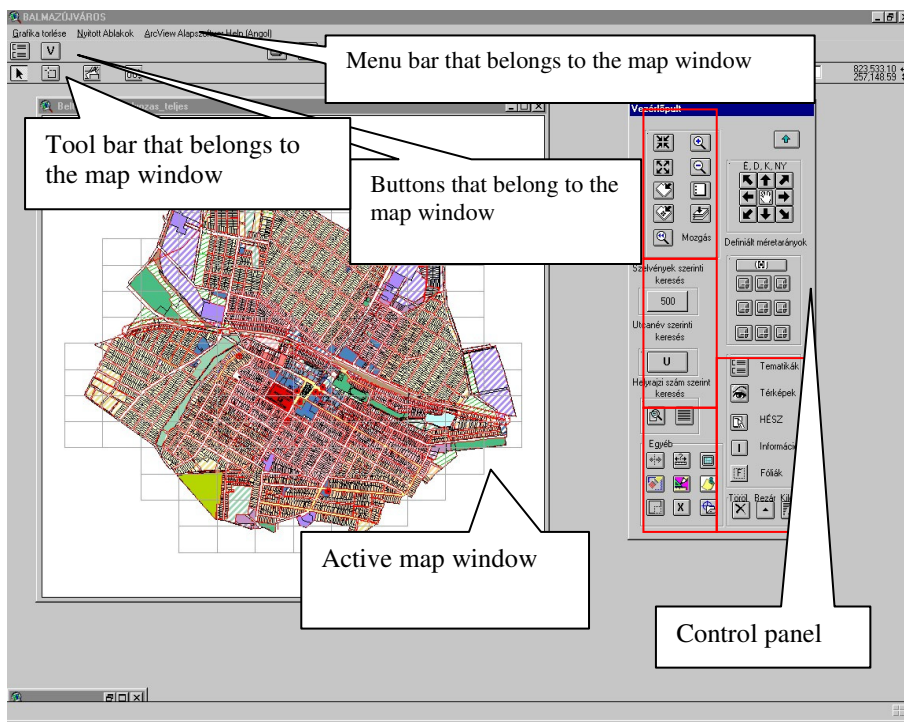 BALMAZÚJVÁROS
Grafika torlése Nyitott Ablakok ArcView Alapszoftver Help (Angol)
V
Menu bar that belongs to the map window
823,533.10
257,148.59
Tool bar that belongs to
the map window
Buttons that belong to the
map window
Vezérlőpult
E, D, K, NY
Mozgás
Definiált méretarányok
Szelvények szerinti
keresés
500
Utcanév szerinti
keresés
U
Helyrajzi szám szerint
keresés
Tematikák
Térképek
HÉSZ
I
F
Fóliák
Egyéb
X
Töröl Bezár
Active map window
Control panel